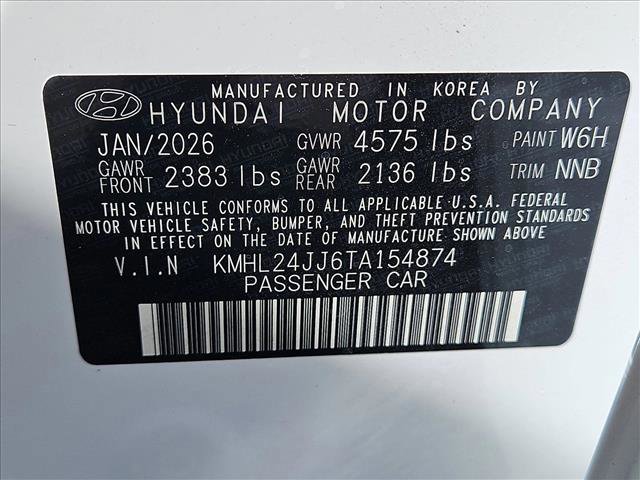 MANUFACTURED IN KOREA BY
HYUNDAI MOTOR COMPANY
JAN/2026 GVWR 4575 lbs PAINT W6H
GAWR FRONT 2383 lbs GAWR REAR 2136 lbs TRIM NNB
THIS VEHICLE CONFORMS TO ALL APPLICABLE U.S.A. FEDERAL
MOTOR VEHICLE SAFETY, BUMPER, AND THEFT PREVENTION STANDARDS
IN EFFECT ON THE DATE OF MANUFACTURE SHOWN ABOVE
V.I.N KMHL24JJ6TA154874
PASSENGER CAR